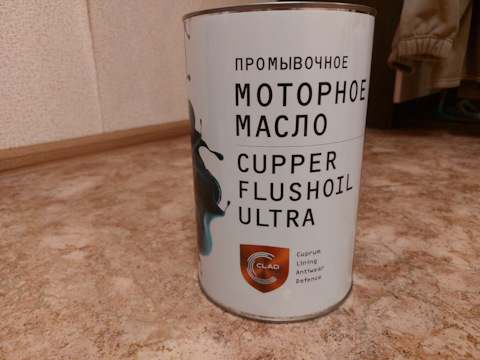 ПРОМЫВОЧНОЕ
МОТОРНОЕ
МАСЛО
CUPPER
FLUSHOIL
ULTRA
CLAD
Cuprum
Lining
Antiwear
Defence